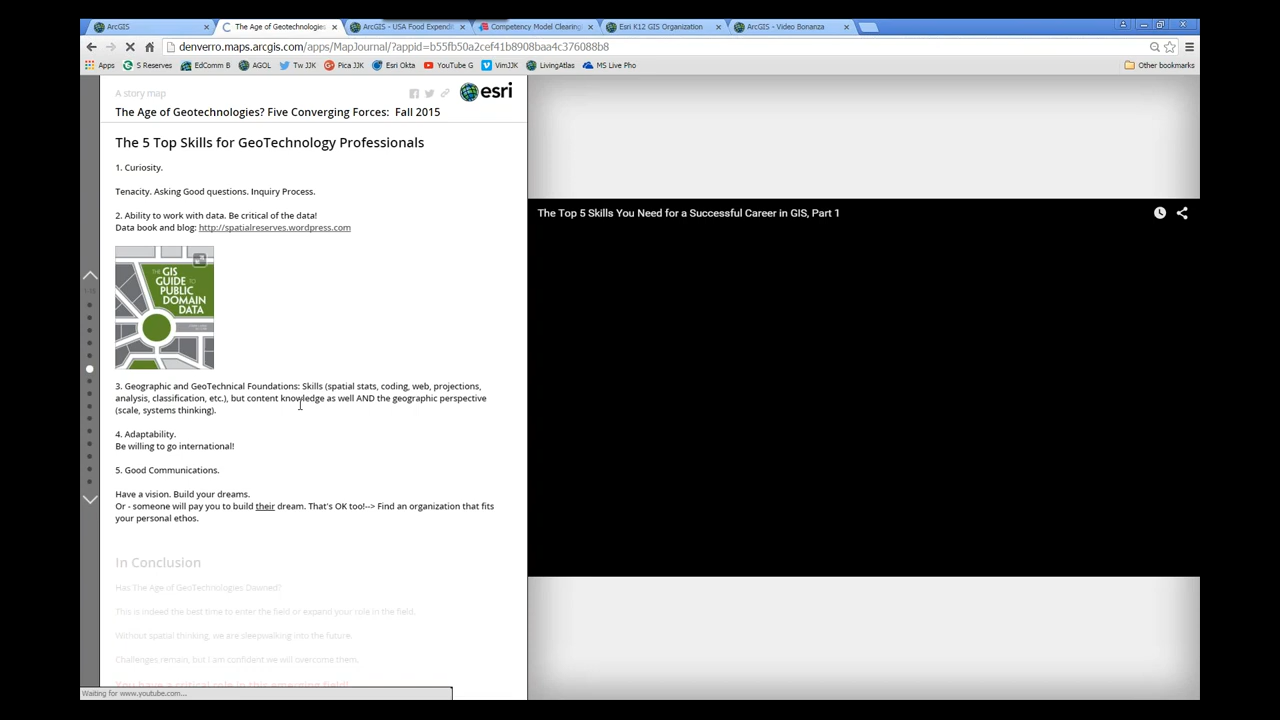 ArcGIS
The Age of Geotechnologies
ArcGIS - USA Food Expendi
Competency Model Clearing
Esri K12 GIS Organization
ArcGIS - Video Bonanza
denverro.maps.arcgis.com/apps/MapJournal/?appid=b55fb50a2cef41b8908baa4c376088b8
Apps
S Reserves
EdComm B
AGOL
Tw JJK
Pica JJK
Esri Okta
YouTube G
VimJJK
LivingAtlas
MS Live Pho
Other bookmarks
A story map
esri
The Age of Geotechnologies? Five Converging Forces: Fall 2015
The 5 Top Skills for GeoTechnology Professionals
1. Curiosity.
Tenacity. Asking Good questions. Inquiry Process.
2. Ability to work with data. Be critical of the data!
Data book and blog: http://spatialreserves.wordpress.com
THE GIS
GUIDE TO
PUBLIC
DOMAIN
DATA
3. Geographic and GeoTechnical Foundations: Skills (spatial stats, coding, web, projections,
analysis, classification, etc.), but content knowledge as well AND the geographic perspective
(scale, systems thinking).
4. Adaptability.
Be willing to go international!
5. Good Communications.
Have a vision. Build your dreams.
Or - someone will pay you to build their dream. That's OK too!--> Find an organization that fits
your personal ethos.
In Conclusion
Has The Age of GeoTechnologies Dawned?
This is indeed the best time to enter the field or expand your role in the field.
Without spatial thinking, we are sleepwalking into the future.
Challenges remain, but I am confident we will overcome them.
You have a critical role in this emerging field!
Waiting for www.youtube.com...
The Top 5 Skills You Need for a Successful Career in GIS, Part 1